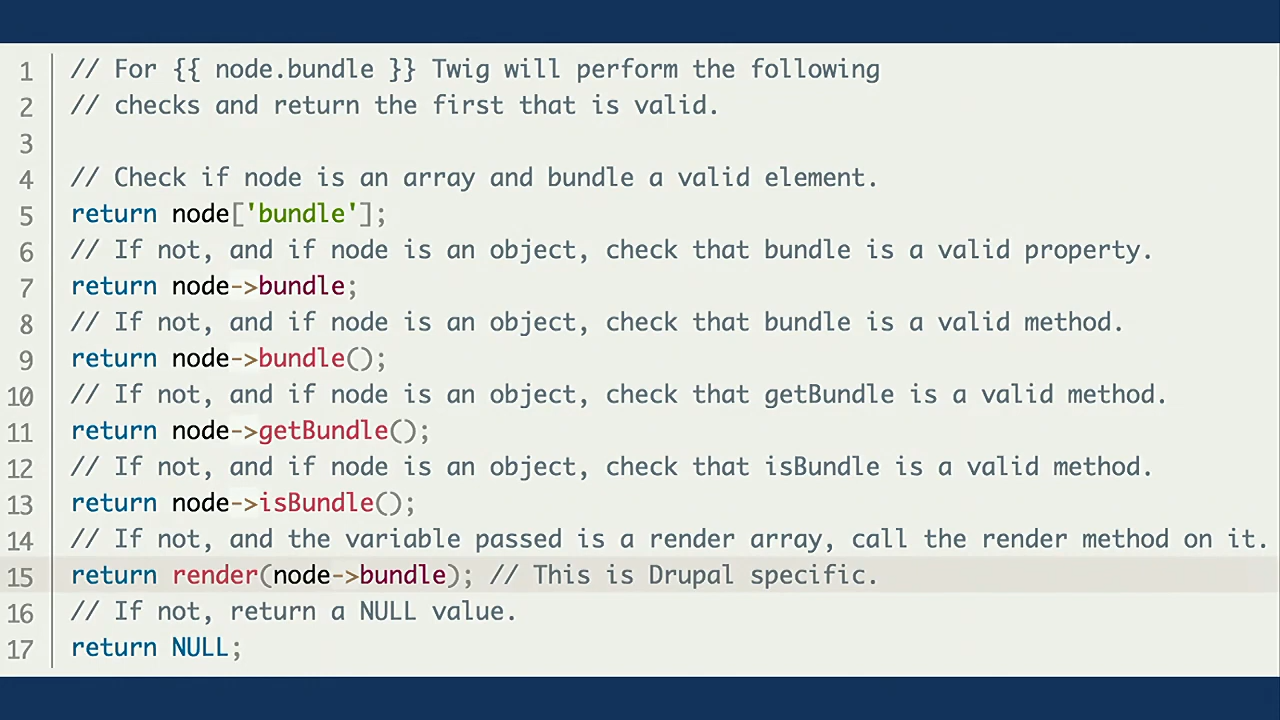 1 // For {{ node.bundle }} Twig will perform the following
2 // checks and return the first that is valid.
3
4 // Check if node is an array and bundle a valid element.
5 return node['bundle'];
6 // If not, and if node is an object, check that bundle is a valid property.
7 return node->bundle;
8 // If not, and if node is an object, check that bundle is a valid method.
9 return node->bundle();
10 // If not, and if node is an object, check that getBundle is a valid method.
11 return node->getBundle();
12 // If not, and if node is an object, check that isBundle is a valid method.
13 return node->isBundle();
14 // If not, and the variable passed is a render array, call the render method on it.
15 return render(node->bundle); // This is Drupal specific.
16 // If not, return a NULL value.
17 return NULL;